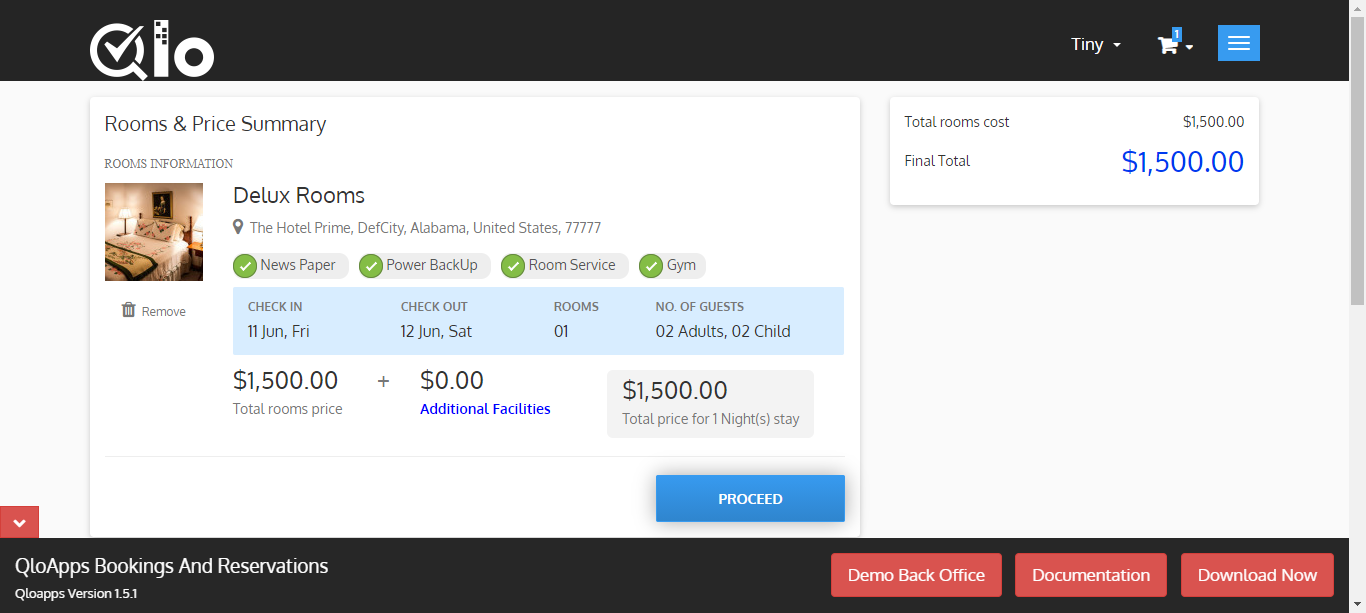 Qlo
Tiny
1
Rooms & Price Summary
ROOMS INFORMATION
Delux Rooms
The Hotel Prime, DefCity, Alabama, United States, 77777
News Paper Power BackUp Room Service Gym
Remove
CHECK IN CHECK OUT ROOMS NO. OF GUESTS
11 Jun, Fri 12 Jun, Sat 01 02 Adults, 02 Child
$1,500.00 + $0.00 $1,500.00
Total rooms price Additional Facilities Total price for 1 Night(s) stay
PROCEED
Total rooms cost $1,500.00
Final Total $1,500.00
QloApps Bookings And Reservations
Qloapps Version 1.5.1
Demo Back Office Documentation Download Now